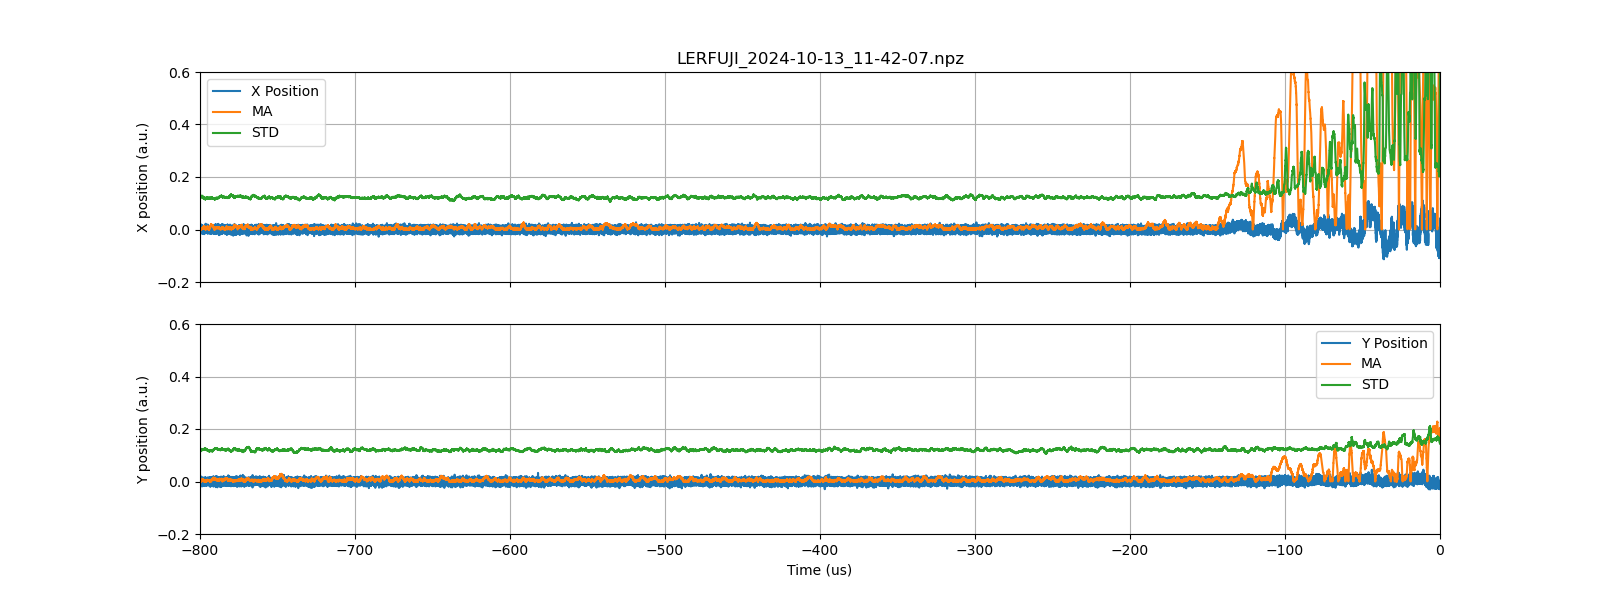 LERFUJI_2024-10-13_11-42-07.npz
X position (a.u.)
0.6
0.4
0.2
0.0
−0.2
X Position
MA
STD
Y position (a.u.)
0.6
0.4
0.2
0.0
−0.2
Y Position
MA
STD
−800 −700 −600 −500 −400 −300 −200 −100 0
Time (us)